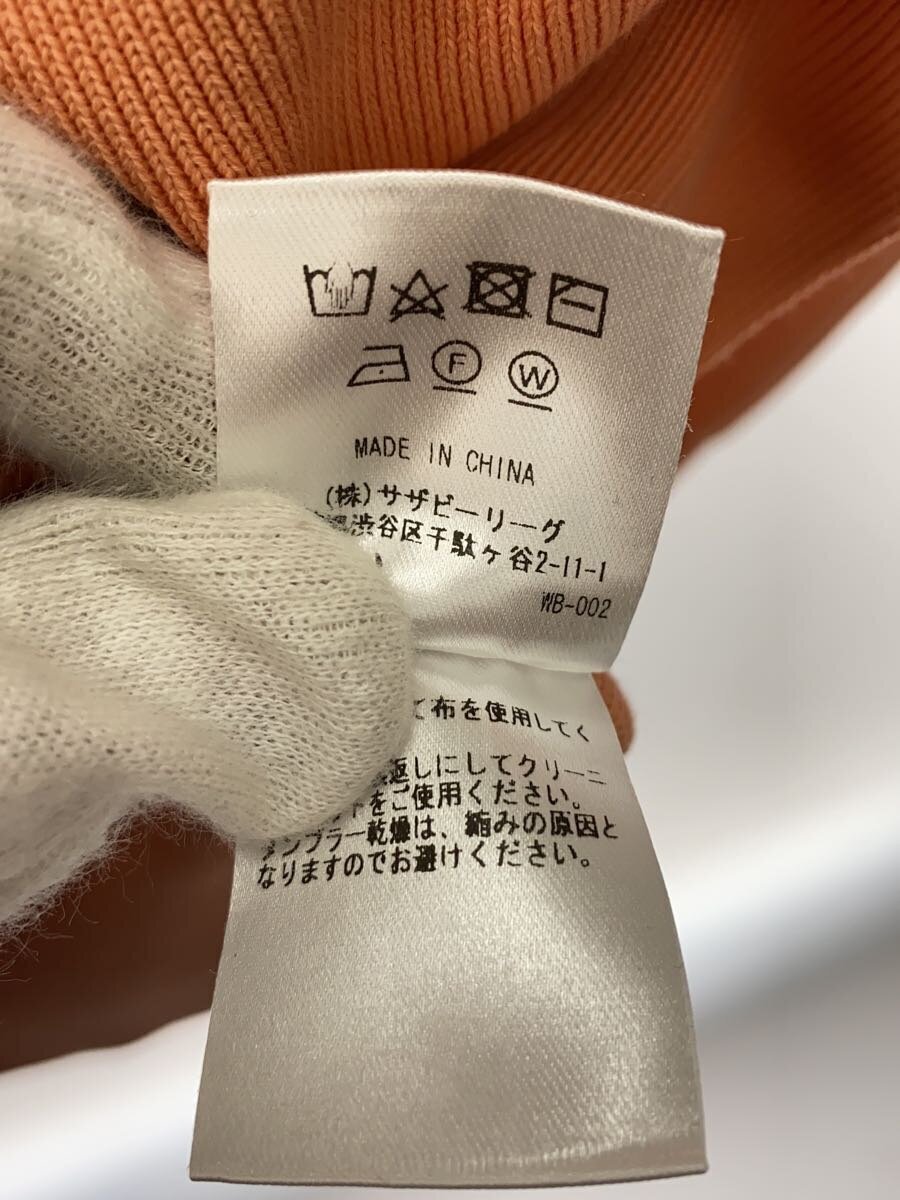 F W
MADE IN CHINA
(株)サザビーリーグ
渋谷区千駄ヶ谷2-11-1
WB-002
て布を使用してく
返しにしてクリーニ
をご使用ください。
タンブラー乾燥は、縮みの原因と
なりますのでお避けください。